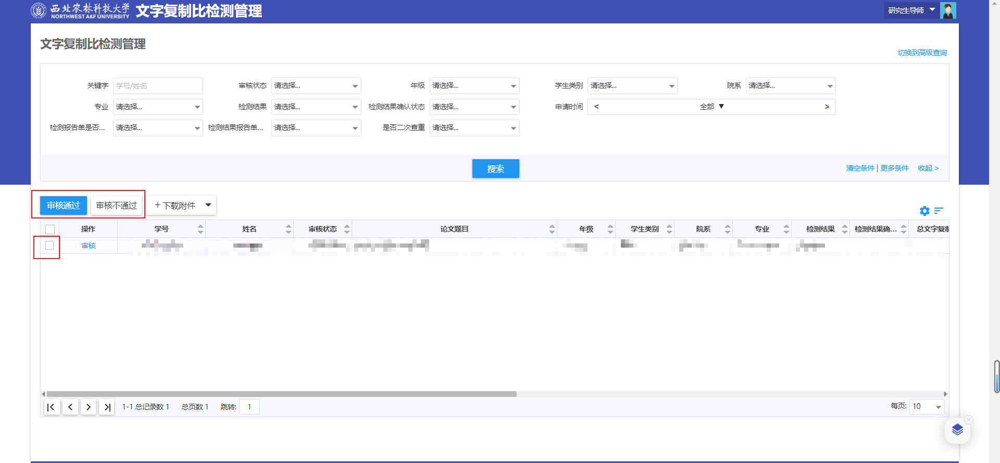 西北农林科技大学
NORTHWEST A&F UNIVERSITY
文字复制比检测管理
研究生导师
文字复制比检测管理
切换到高级查询
关键字 学号/姓名 审核状态 请选择... 年级 请选择... 学生类别 请选择... 院系 请选择...
专业 请选择... 检测结果 请选择... 检测结果确认状态 请选择... 申请时间 < 全部 ▼ >
检测报告单是否... 请选择... 检测结果报告单... 请选择... 是否二次查重 请选择...
搜索
清空条件 | 更多条件 收起 >
审核通过 审核不通过 +下载附件
操作 学号 姓名 审核状态 论文题目 年级 学生类别 院系 专业 检测结果 检测结果确... 总文字复制
审核
1-1 总记录数 1 总页数 1 跳转: 1
每页: 10